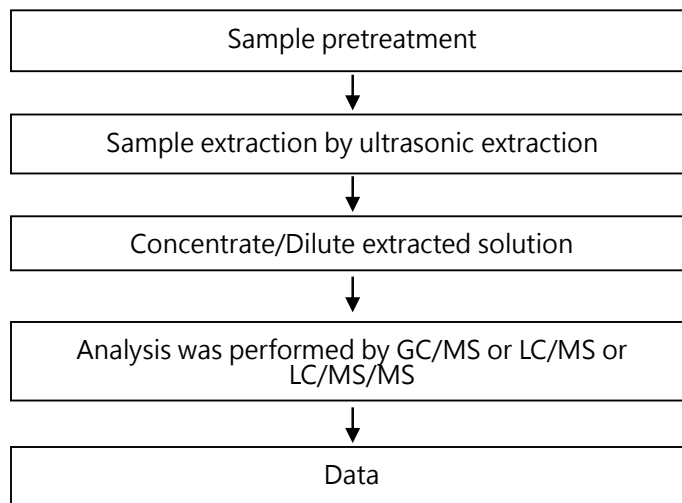 Sample pretreatment
Sample extraction by ultrasonic extraction
Concentrate/Dilute extracted solution
Analysis was performed by GC/MS or LC/MS or
LC/MS/MS
Data